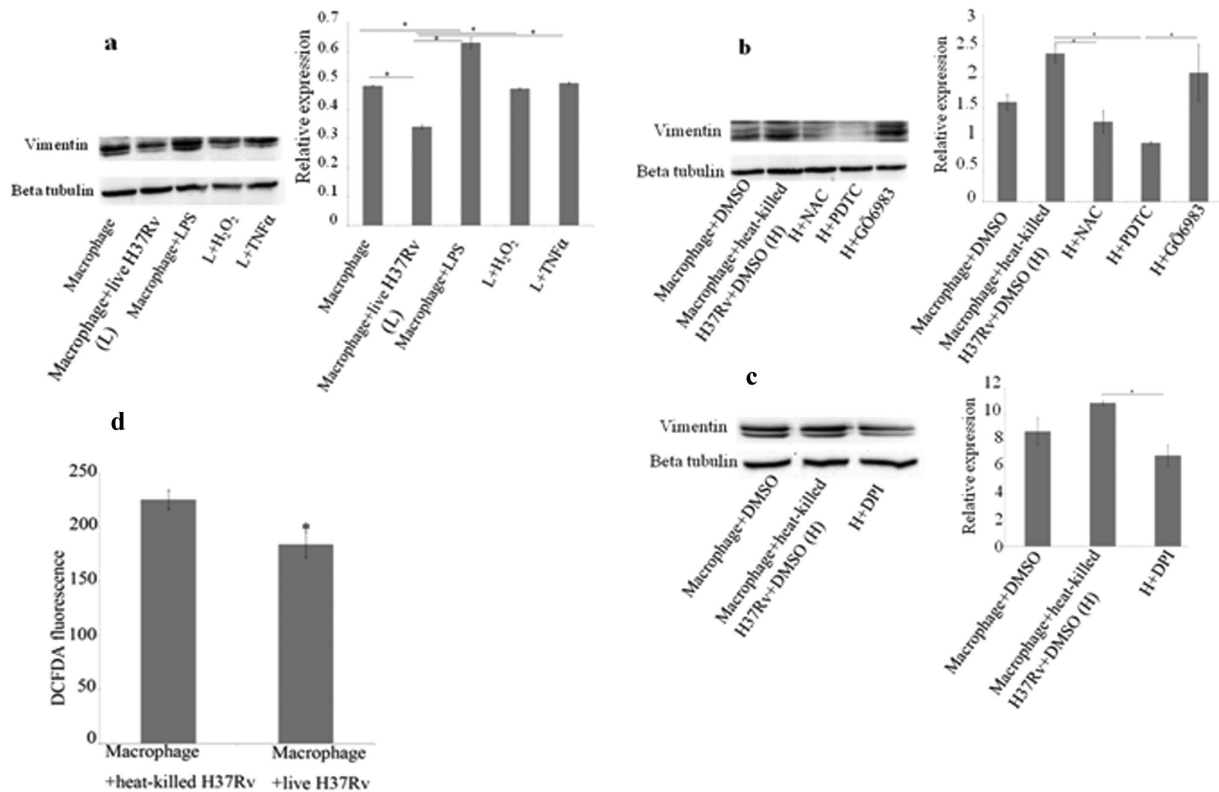 a
Vimentin
Beta tubulin
Macrophage
Macrophage+live H37Rv
(L)
Macrophage+LPS
L+H₂O₂
L+TNFα
Relative expression
0.7
0.6
0.5
0.4
0.3
0.2
0.1
0
*
*
*
*
*
Macrophage
Macrophage+live H37Rv
(L)
Macrophage+LPS
L+H₂O₂
L+TNFα
b
Vimentin
Beta tubulin
Macrophage+DMSO
Macrophage+heat-killed
H37Rv+DMSO (H)
H+NAC
H+PDTC
H+GÖ6983
Relative expression
3
2.5
2
1.5
1
0.5
0
*
*
*
Macrophage+DMSO
Macrophage+heat-killed
H37Rv+DMSO (H)
H+NAC
H+PDTC
H+GÖ6983
c
Vimentin
Beta tubulin
Macrophage+DMSO
Macrophage+heat-killed
H37Rv+DMSO (H)
H+DPI
Relative expression
12
10
8
6
4
2
0
*
Macrophage+DMSO
Macrophage+heat-killed
H37Rv+DMSO (H)
H+DPI
d
DCFDA fluorescence
250
200
150
100
50
0
*
Macrophage
+heat-killed H37Rv
Macrophage
+live H37Rv